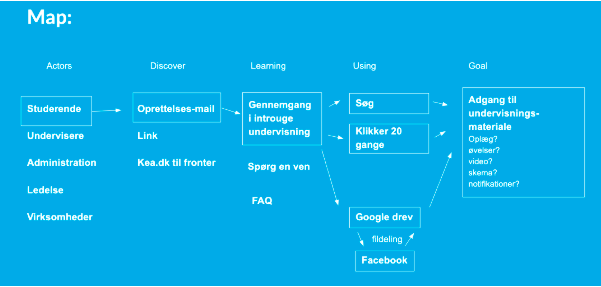 Map:
Actors
Discover
Learning
Using
Goal
Studerende
Undervisere
Administration
Ledelse
Virksomheder
Oprettelses-mail
Link
Kea.dk til fronter
Gennemgang
i introuge
undervisning
Spørg en ven
FAQ
Søg
Klikker 20
gange
Google drev
fildeling
Facebook
Adgang til
undervisnings-
materiale
Oplæg?
øvelser?
video?
skema?
notifikationer?